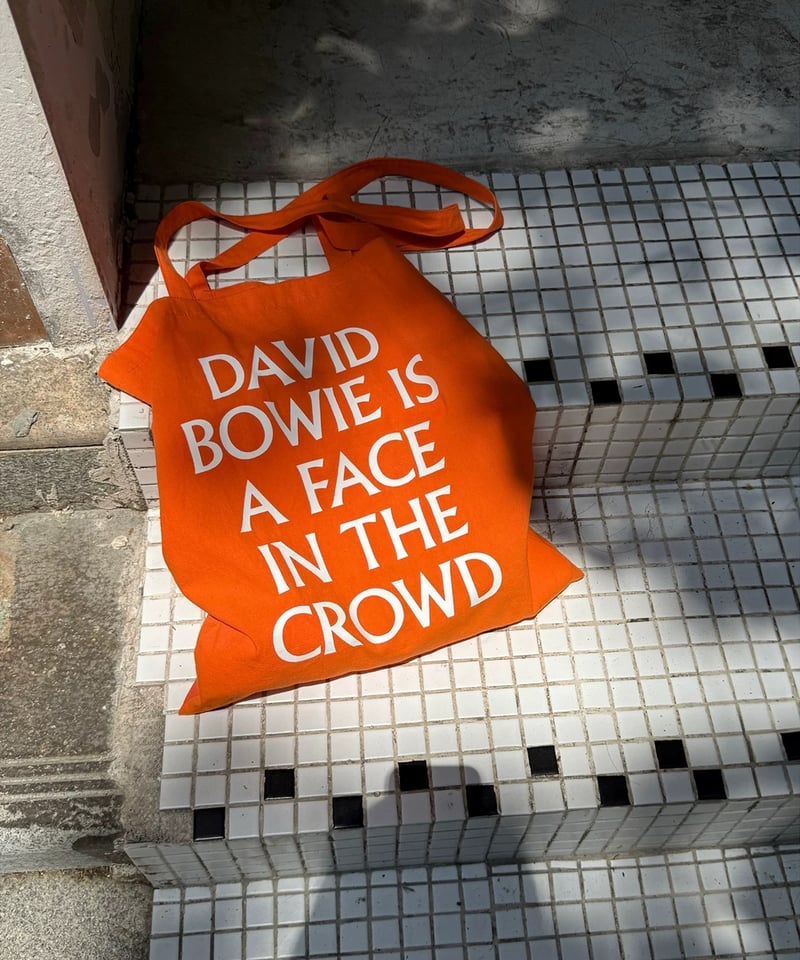 DAVID
BOWIE IS
A FACE
IN THE
CROWD